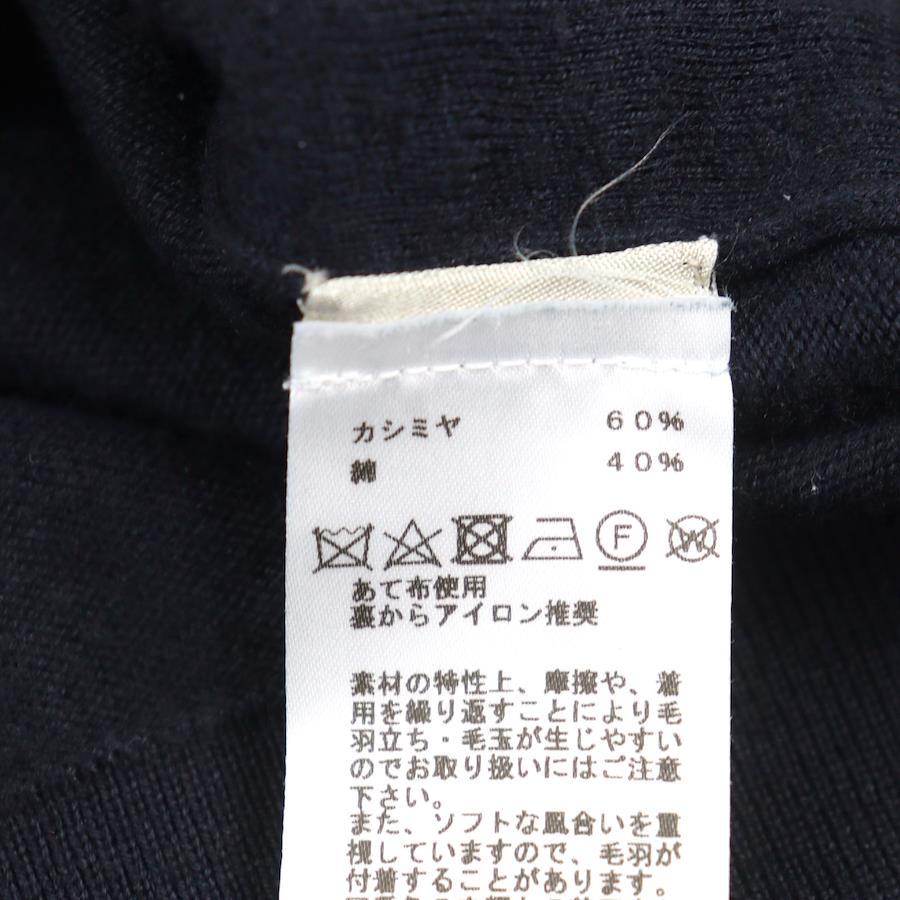 カシミヤ 60%
綿 40%
F W
あて布使用
裏からアイロン推奨
素材の特性上、摩擦や、着
用を繰り返すことにより毛
羽立ち・毛玉が生じやすい
のでお取り扱いにはご注意
下さい。
また、ソフトな風合いを重
視していますので、毛羽が
付着することがあります。